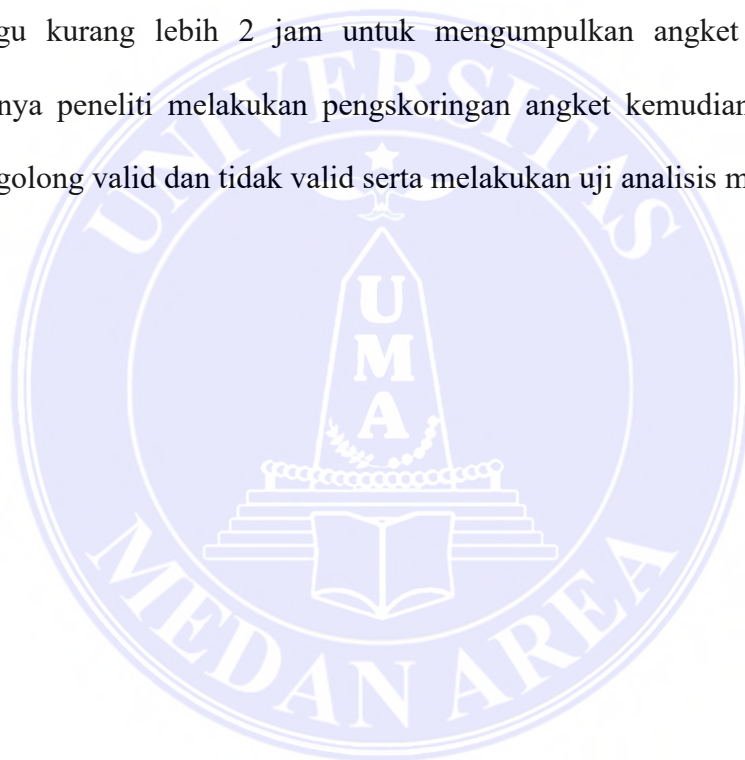 gu kurang lebih 2 jam untuk mengumpulkan angket
nya peneliti melakukan pengskoringan angket kemudian
golong valid dan tidak valid serta melakukan uji analisis m
UNIVERSITAS
UMA
MEDAN AREA